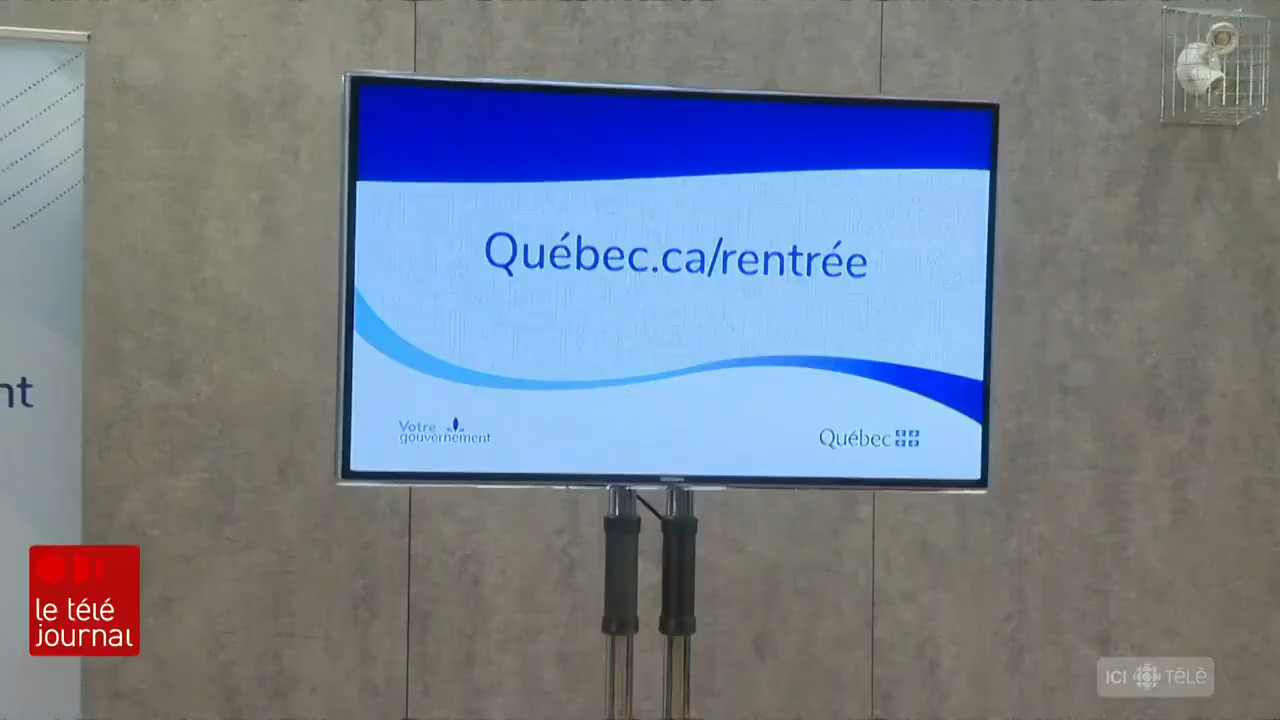 Québec.ca/rentrée
Votre
gouvernement
Québec
nt
le télé
journal
ICI TÉLÉ